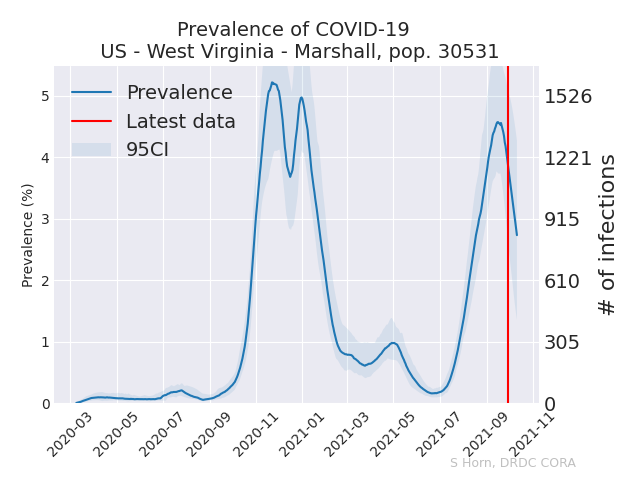 Prevalence of COVID-19
US - West Virginia - Marshall, pop. 30531
Prevalence
Latest data
95CI
Prevalence (%)
5
4
3
2
1
0
1526
1221
915
610
305
0
# of infections
2020-03
2020-05
2020-07
2020-09
2020-11
2021-01
2021-03
2021-05
2021-07
2021-09
2021-11
S Horn, DRDC CORA